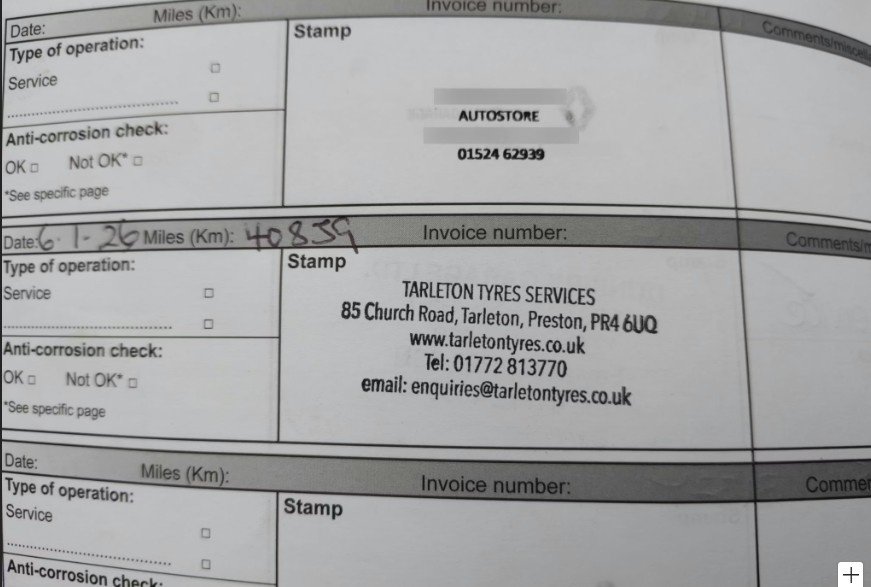 Date: Miles (Km): Invoice number:
Type of operation: Stamp
Service
Anti-corrosion check:
OK Not OK*
*See specific page
AUTOSTORE
01524 62939
Date: 6-1-26 Miles (Km): 40859 Invoice number:
Type of operation: Stamp
Service
Anti-corrosion check:
OK Not OK*
*See specific page
TARLETON TYRES SERVICES
85 Church Road, Tarleton, Preston, PR4 6UQ
www.tarletontyres.co.uk
Tel: 01772 813770
email: enquiries@tarletontyres.co.uk
Date: Miles (Km): Invoice number:
Type of operation: Stamp
Service
Anti-corrosion check: